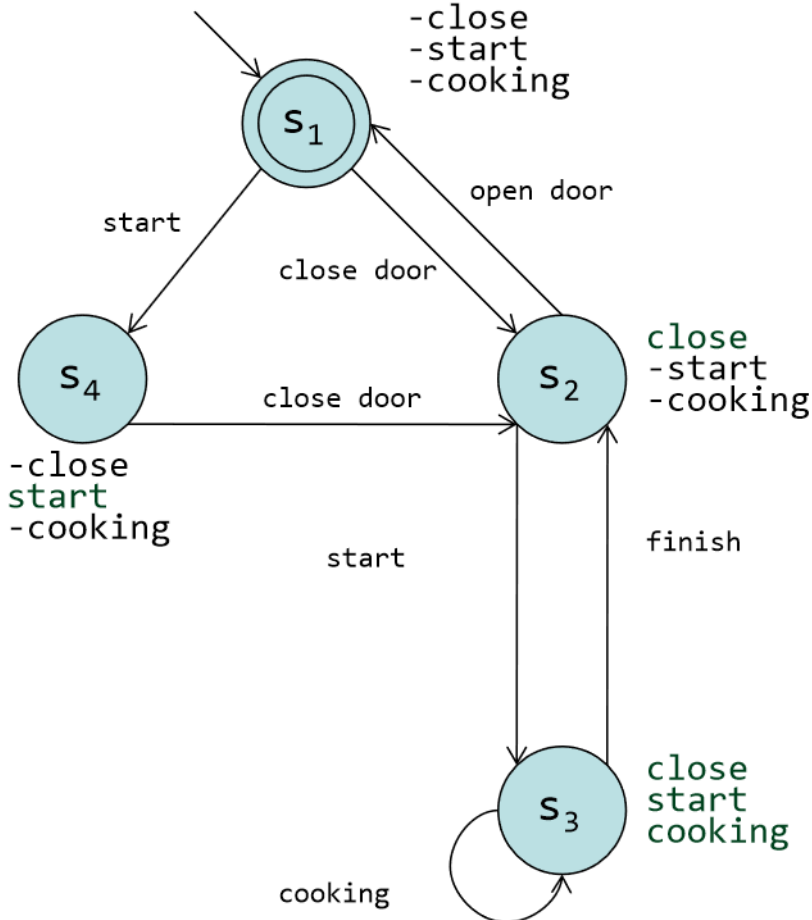 -close
-start
-cooking
s1
open door
start
close door
close
-start
-cooking
s4
s2
close door
-close
start
-cooking
start
finish
close
start
cooking
s3
cooking